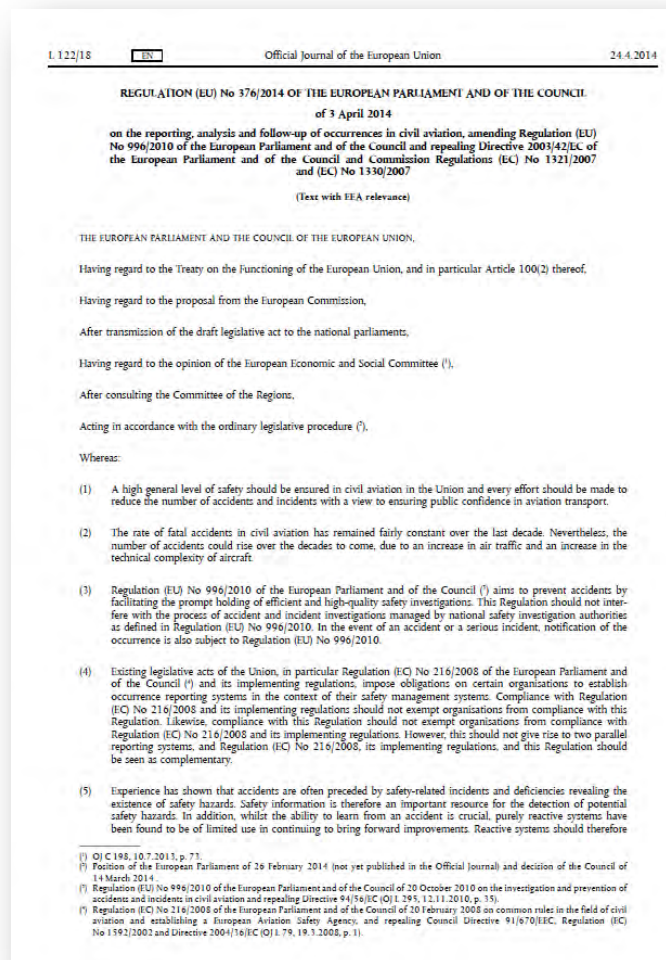 L 122/18 EN Official Journal of the European Union 24.4.2014
REGULATION (EU) No 376/2014 OF THE EUROPEAN PARLIAMENT AND OF THE COUNCIL
of 3 April 2014
on the reporting, analysis and follow-up of occurrences in civil aviation, amending Regulation (EU)
No 996/2010 of the European Parliament and of the Council and repealing Directive 2003/42/EC of
the European Parliament and of the Council and Commission Regulations (EC) No 1321/2007
and (EC) No 1330/2007
(Text with EEA relevance)
THE EUROPEAN PARLIAMENT AND THE COUNCIL OF THE EUROPEAN UNION,
Having regard to the Treaty on the Functioning of the European Union, and in particular Article 100(2) thereof,
Having regard to the proposal from the European Commission,
After transmission of the draft legislative act to the national parliaments,
Having regard to the opinion of the European Economic and Social Committee (¹),
After consulting the Committee of the Regions,
Acting in accordance with the ordinary legislative procedure (²),
Whereas:
(1) A high general level of safety should be ensured in civil aviation in the Union and every effort should be made to
reduce the number of accidents and incidents with a view to ensuring public confidence in aviation transport.
(2) The rate of fatal accidents in civil aviation has remained fairly constant over the last decade. Nevertheless, the
number of accidents could rise over the decades to come, due to an increase in air traffic and an increase in the
technical complexity of aircraft.
(3) Regulation (EU) No 996/2010 of the European Parliament and of the Council (³) aims to prevent accidents by
facilitating the prompt holding of efficient and high-quality safety investigations. This Regulation should not inter-
fere with the process of accident and incident investigations managed by national safety investigation authorities
as defined in Regulation (EU) No 996/2010. In the event of an accident or a serious incident, notification of the
occurrence is also subject to Regulation (EU) No 996/2010.
(4) Existing legislative acts of the Union, in particular Regulation (EC) No 216/2008 of the European Parliament and
of the Council (⁴) and its implementing regulations, impose obligations on certain organisations to establish
occurrence reporting systems in the context of their safety management systems. Compliance with Regulation
(EC) No 216/2008 and its implementing regulations should not exempt organisations from compliance with this
Regulation. Likewise, compliance with this Regulation should not exempt organisations from compliance with
Regulation (EC) No 216/2008 and its implementing regulations. However, this should not give rise to two parallel
reporting systems, and Regulation (EC) No 216/2008, its implementing regulations, and this Regulation should
be seen as complementary.
(5) Experience has shown that accidents are often preceded by safety-related incidents and deficiencies revealing the
existence of safety hazards. Safety information is therefore an important resource for the detection of potential
safety hazards. In addition, whilst the ability to learn from an accident is crucial, purely reactive systems have
been found to be of limited use in continuing to bring forward improvements. Reactive systems should therefore
(¹) OJ C 198, 10.7.2013, p. 73.
(²) Position of the European Parliament of 26 February 2014 (not yet published in the Official Journal) and decision of the Council of
14 March 2014.
(³) Regulation (EU) No 996/2010 of the European Parliament and of the Council of 20 October 2010 on the investigation and prevention of
accidents and incidents in civil aviation and repealing Directive 94/56/EC (OJ L 295, 12.11.2010, p. 35).
(⁴) Regulation (EC) No 216/2008 of the European Parliament and of the Council of 20 February 2008 on common rules in the field of civil
aviation and establishing a European Aviation Safety Agency, and repealing Council Directive 91/670/EEC, Regulation (EC)
No 1592/2002 and Directive 2004/36/EC (OJ L 79, 19.3.2008, p. 1).